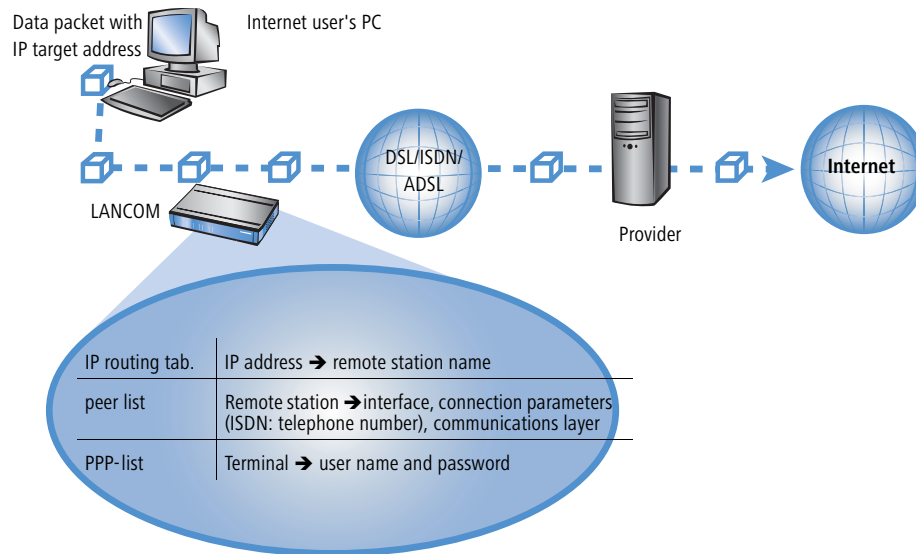 Data packet with
IP target address
Internet user's PC
DSL/ISDN/
ADSL
Internet
LANCOM
Provider
IP routing tab.
IP address ➔ remote station name
peer list
Remote station ➔interface, connection parameters
(ISDN: telephone number), communications layer
PPP-list
Terminal ➔ user name and password